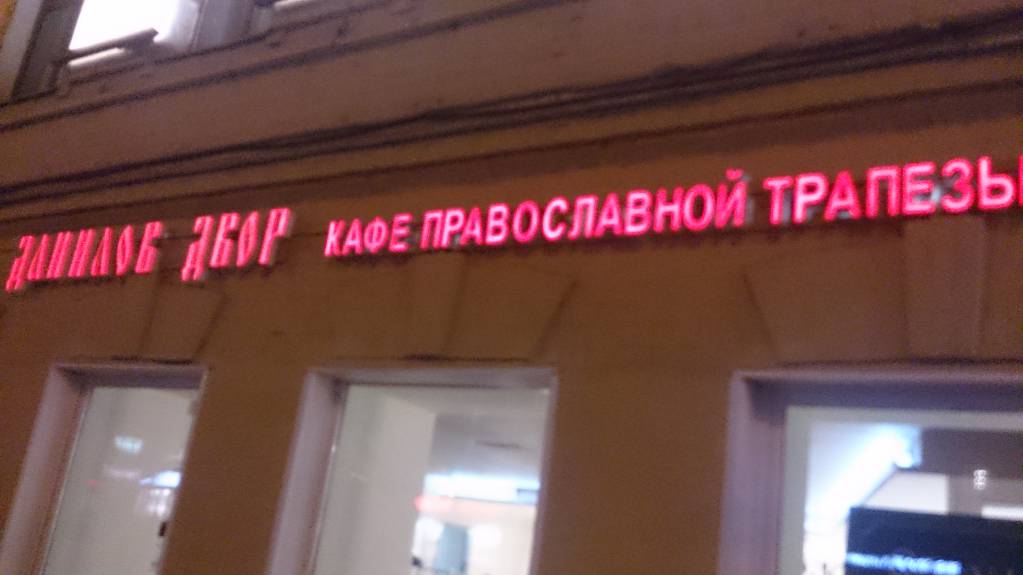 ДАНИЛОВ ДВОР КАФЕ ПРАВОСЛАВНОЙ ТРАПЕЗЫ